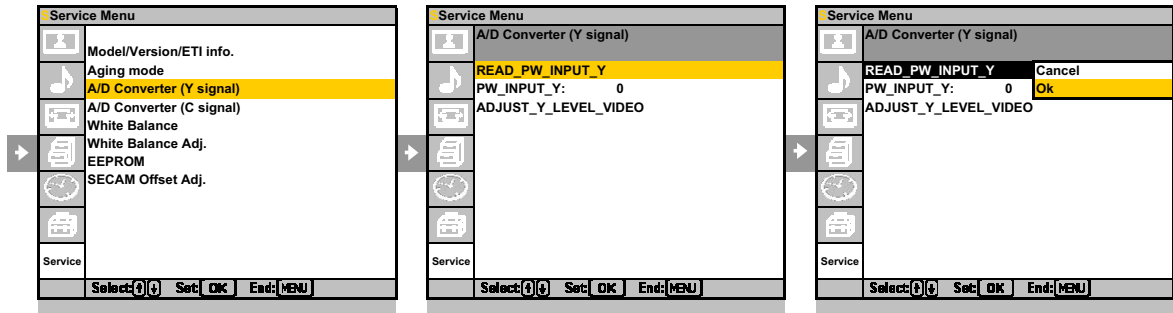 Service Menu
Model/Version/ETI info.
Aging mode
A/D Converter (Y signal)
A/D Converter (C signal)
White Balance
White Balance Adj.
EEPROM
SECAM Offset Adj.
Service
Select: Set: OK End: MENU
Service Menu
A/D Converter (Y signal)
READ_PW_INPUT_Y
PW_INPUT_Y: 0
ADJUST_Y_LEVEL_VIDEO
Service
Select: Set: OK End: MENU
Service Menu
A/D Converter (Y signal)
READ_PW_INPUT_Y Cancel
PW_INPUT_Y: 0 Ok
ADJUST_Y_LEVEL_VIDEO
Service
Select: Set: OK End: MENU